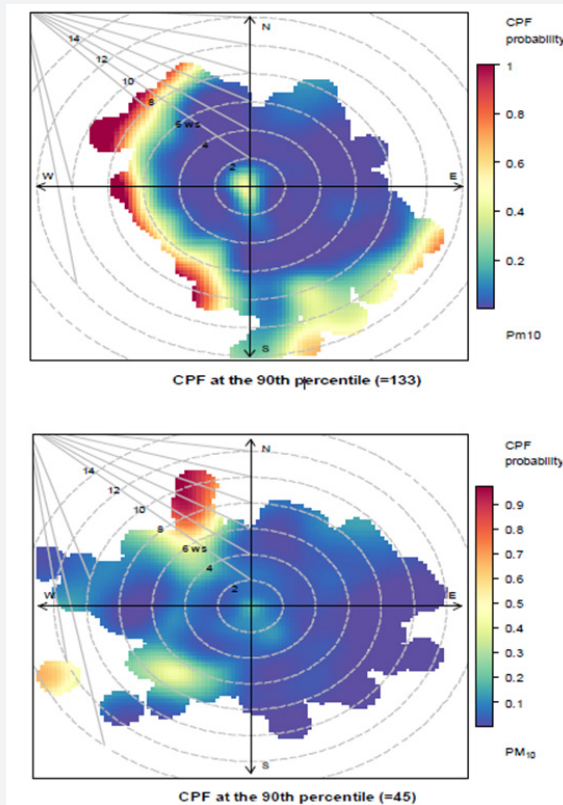 CPF
probability
N
14
12
10
8
6 ws
4
2
W
E
S
1
0.8
0.6
0.4
0.2
Pm10
CPF at the 90th percentile (=133)
CPF
probability
N
14
12
10
8
6 ws
4
2
W
E
S
0.9
0.8
0.7
0.6
0.5
0.4
0.3
0.2
0.1
PM₁₀
CPF at the 90th percentile (=45)